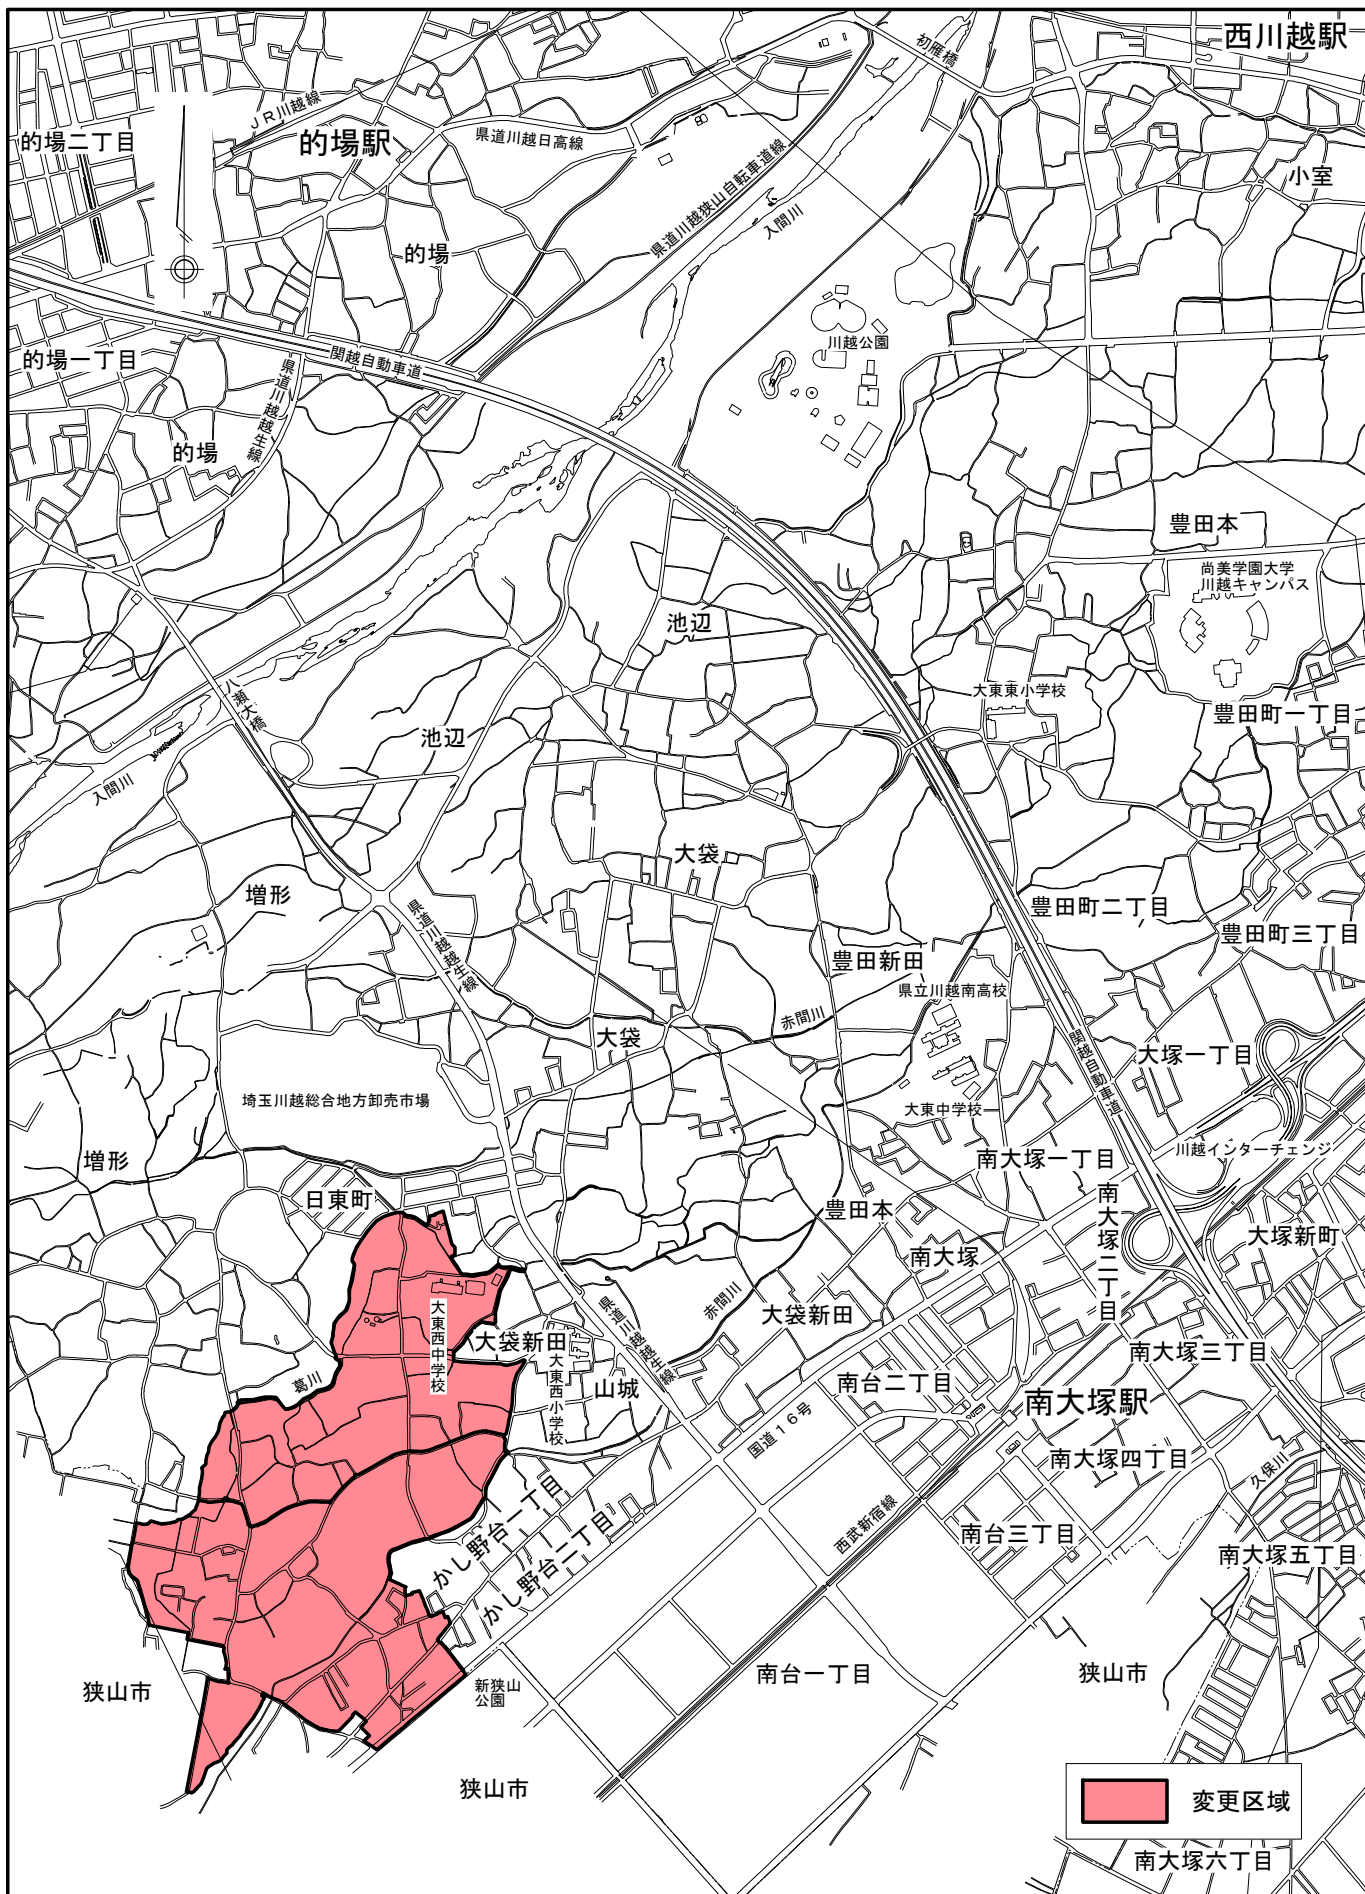 西川越駅
初雁橋
JR川越線
的場二丁目
的場駅
県道川越日高線
小室
県道川越狭山自転車道線
入間川
的場
川越公園
的場一丁目
関越自動車道
県道川越越生線
的場
豊田本
尚美学園大学
川越キャンパス
池辺
大東東小学校
八瀬大橋
豊田町一丁目
池辺
入間川
大袋
増形
県道川越越生線
豊田町二丁目
豊田町三丁目
豊田新田
県立川越南高校
赤間川
大袋
関越自動車道
大塚一丁目
埼玉川越総合地方卸売市場
大東中学校
川越インターチェンジ
増形
南大塚一丁目
日東町
南大塚二丁目
豊田本
大塚新町
南大塚
赤間川
県道川越越生線
大東西中学校
大袋新田
大袋新田
南大塚三丁目
大東西小学校
葛川
山城
南台二丁目
南大塚駅
国道16号
南大塚四丁目
久保川
かし野台一丁目
西武新宿線
かし野台二丁目
南台三丁目
南大塚五丁目
狭山市
新狭山
公園
南台一丁目
狭山市
狭山市
変更区域
南大塚六丁目